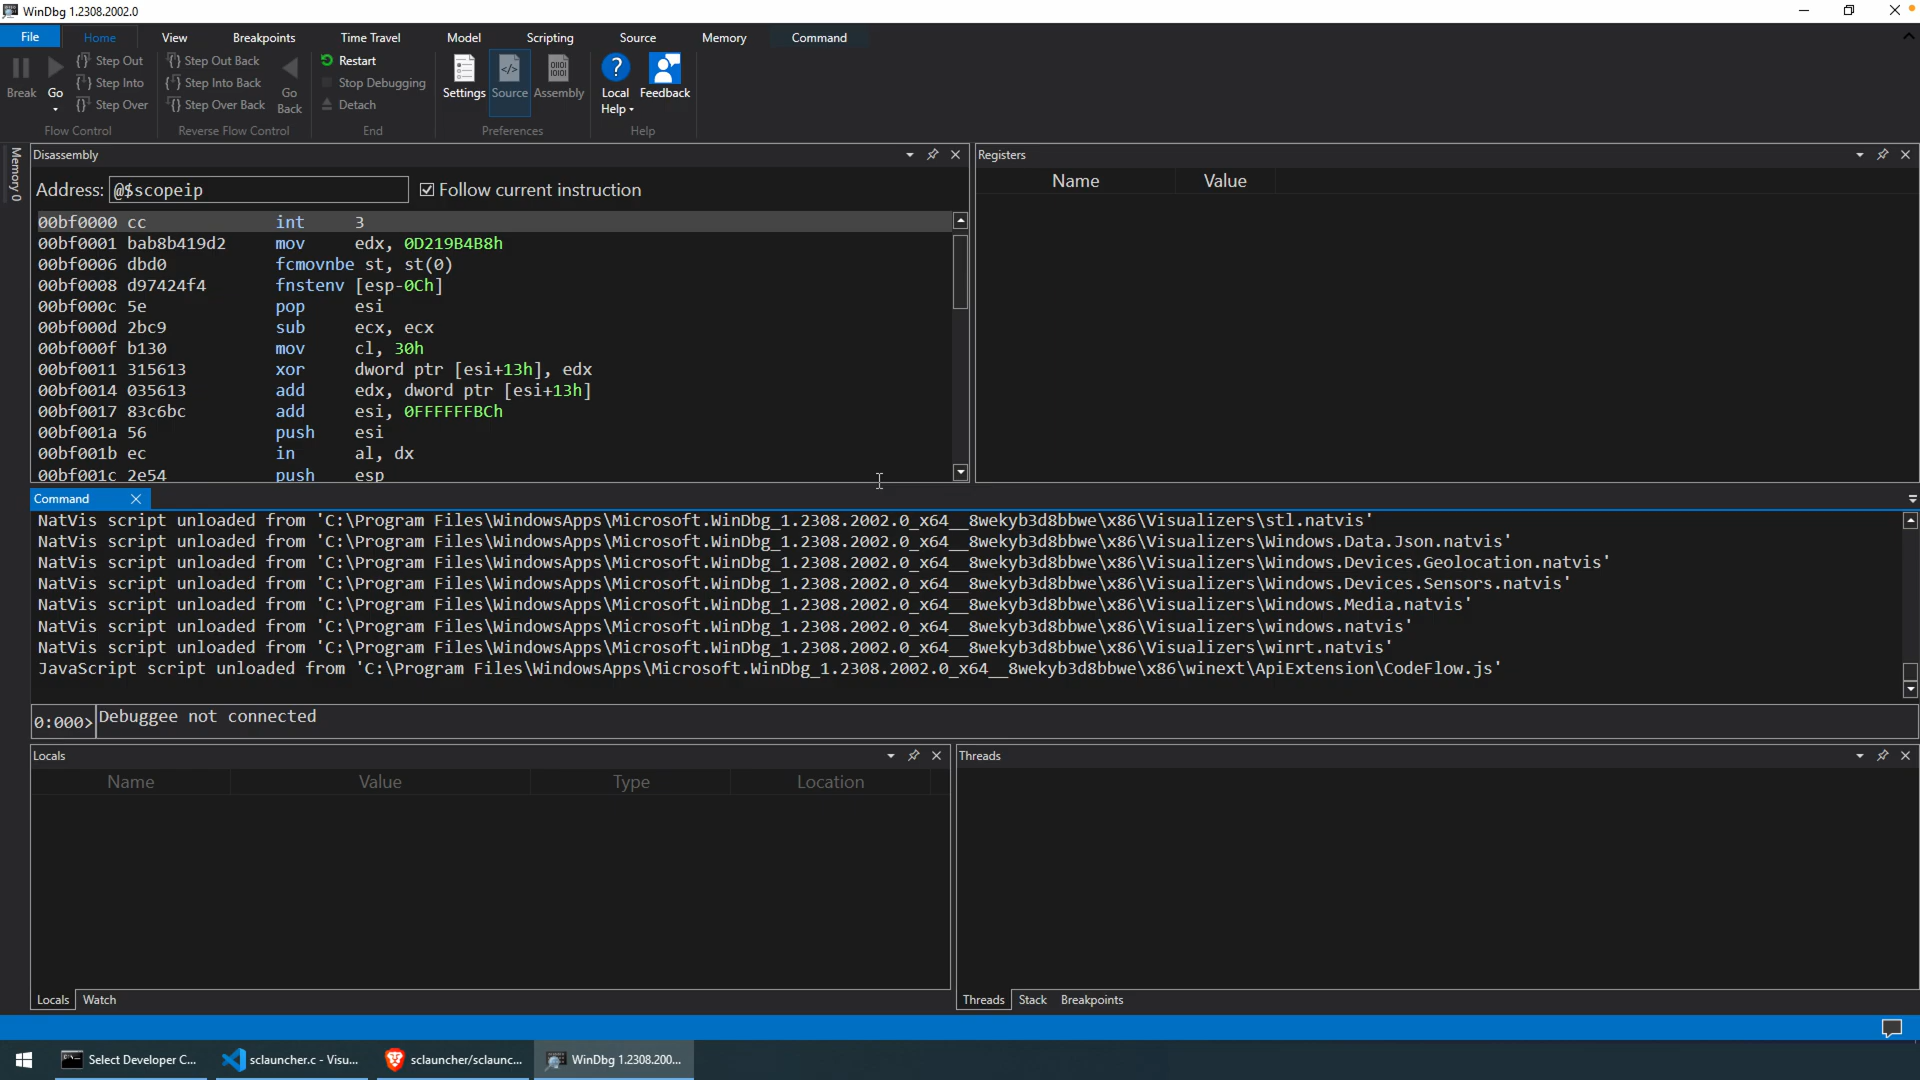 WinDbg 1.2308.2002.0
File Home View Breakpoints Time Travel Model Scripting Source Memory Command
Break
Go
Step Out
Step Into
Step Over
Flow Control
Step Out Back
Step Into Back
Step Over Back
Go Back
Reverse Flow Control
Restart
Stop Debugging
Detach
End
Settings Source Assembly
Preferences
Local Help
Feedback
Help
Memory 0
Disassembly
Address: @$scopeip Follow current instruction
00bf0000 cc int 3
00bf0001 bab8b419d2 mov edx, 0D219B4B8h
00bf0006 dbd0 fcmovnbe st, st(0)
00bf0008 d97424f4 fnstenv [esp-0Ch]
00bf000c 5e pop esi
00bf000d 2bc9 sub ecx, ecx
00bf000f b130 mov cl, 30h
00bf0011 315613 xor dword ptr [esi+13h], edx
00bf0014 035613 add edx, dword ptr [esi+13h]
00bf0017 83c6bc add esi, 0FFFFFFBCh
00bf001a 56 push esi
00bf001b ec in al, dx
00bf001c 2e54 push esp
Registers
Name Value
Command
NatVis script unloaded from 'C:\Program Files\WindowsApps\Microsoft.WinDbg_1.2308.2002.0_x64__8wekyb3d8bbwe\x86\Visualizers\stl.natvis'
NatVis script unloaded from 'C:\Program Files\WindowsApps\Microsoft.WinDbg_1.2308.2002.0_x64__8wekyb3d8bbwe\x86\Visualizers\Windows.Data.Json.natvis'
NatVis script unloaded from 'C:\Program Files\WindowsApps\Microsoft.WinDbg_1.2308.2002.0_x64__8wekyb3d8bbwe\x86\Visualizers\Windows.Devices.Geolocation.natvis'
NatVis script unloaded from 'C:\Program Files\WindowsApps\Microsoft.WinDbg_1.2308.2002.0_x64__8wekyb3d8bbwe\x86\Visualizers\Windows.Devices.Sensors.natvis'
NatVis script unloaded from 'C:\Program Files\WindowsApps\Microsoft.WinDbg_1.2308.2002.0_x64__8wekyb3d8bbwe\x86\Visualizers\Windows.Media.natvis'
NatVis script unloaded from 'C:\Program Files\WindowsApps\Microsoft.WinDbg_1.2308.2002.0_x64__8wekyb3d8bbwe\x86\Visualizers\windows.natvis'
NatVis script unloaded from 'C:\Program Files\WindowsApps\Microsoft.WinDbg_1.2308.2002.0_x64__8wekyb3d8bbwe\x86\Visualizers\winrt.natvis'
JavaScript script unloaded from 'C:\Program Files\WindowsApps\Microsoft.WinDbg_1.2308.2002.0_x64__8wekyb3d8bbwe\x86\winext\ApiExtension\CodeFlow.js'
0:000> Debuggee not connected
Locals
Name Value Type Location
Locals Watch
Threads
Threads Stack Breakpoints
Select Developer C... sclauncher.c - Visu... sclauncher/sclaunc... WinDbg 1.2308.200...